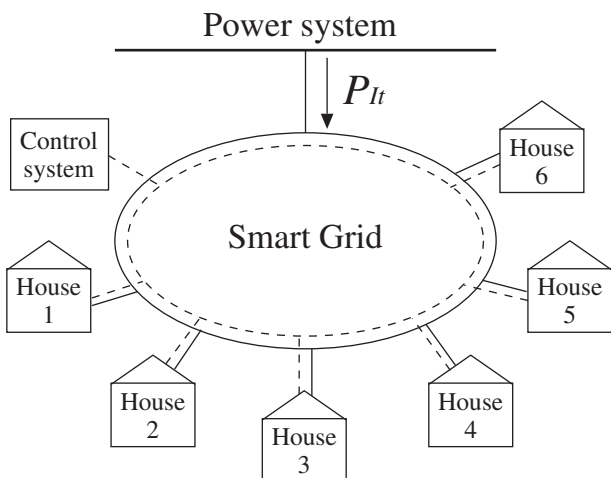 Power system
P_It
Control
system
House
6
Smart Grid
House
1
House
5
House
2
House
4
House
3